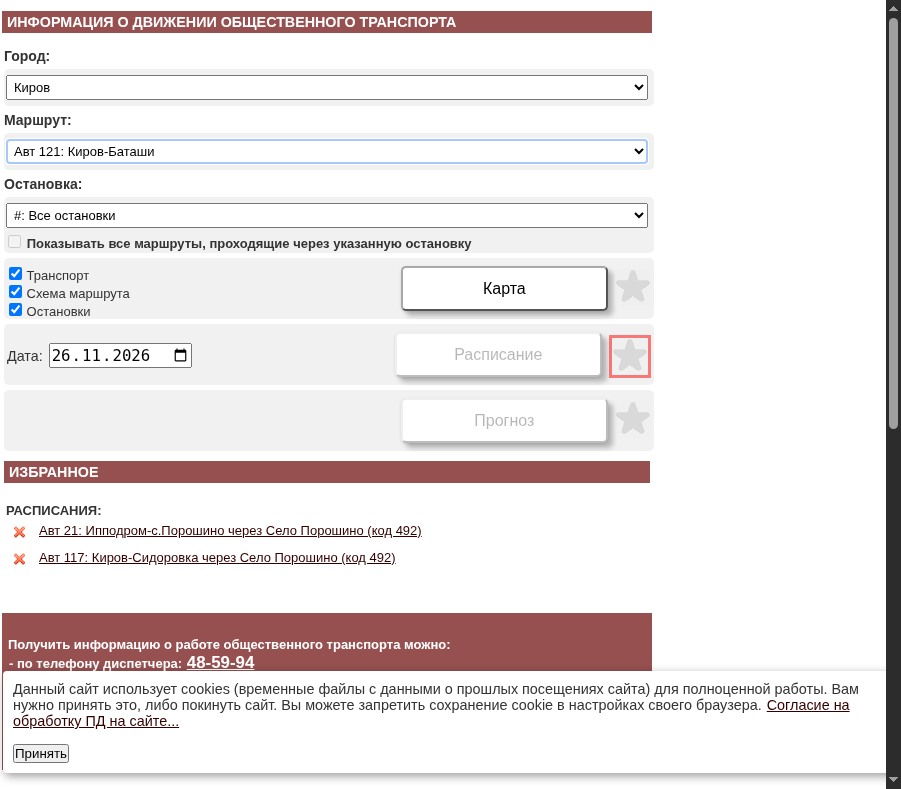 ИНФОРМАЦИЯ О ДВИЖЕНИИ ОБЩЕСТВЕННОГО ТРАНСПОРТА
Город:
Киров
Маршрут:
Авт 121: Киров-Баташи
Остановка:
#: Все остановки
Показывать все маршруты, проходящие через указанную остановку
Транспорт
Схема маршрута
Остановки
Карта
Дата: 26.11.2026
Расписание
Прогноз
ИЗБРАННОЕ
РАСПИСАНИЯ:
Авт 21: Ипподром-с.Порошино через Село Порошино (код 492)
Авт 117: Киров-Сидоровка через Село Порошино (код 492)
Получить информацию о работе общественного транспорта можно:
- по телефону диспетчера: 48-59-94
Данный сайт использует cookies (временные файлы с данными о прошлых посещениях сайта) для полноценной работы. Вам
нужно принять это, либо покинуть сайт. Вы можете запретить сохранение cookie в настройках своего браузера. Согласие на
обработку ПД на сайте...
Принять